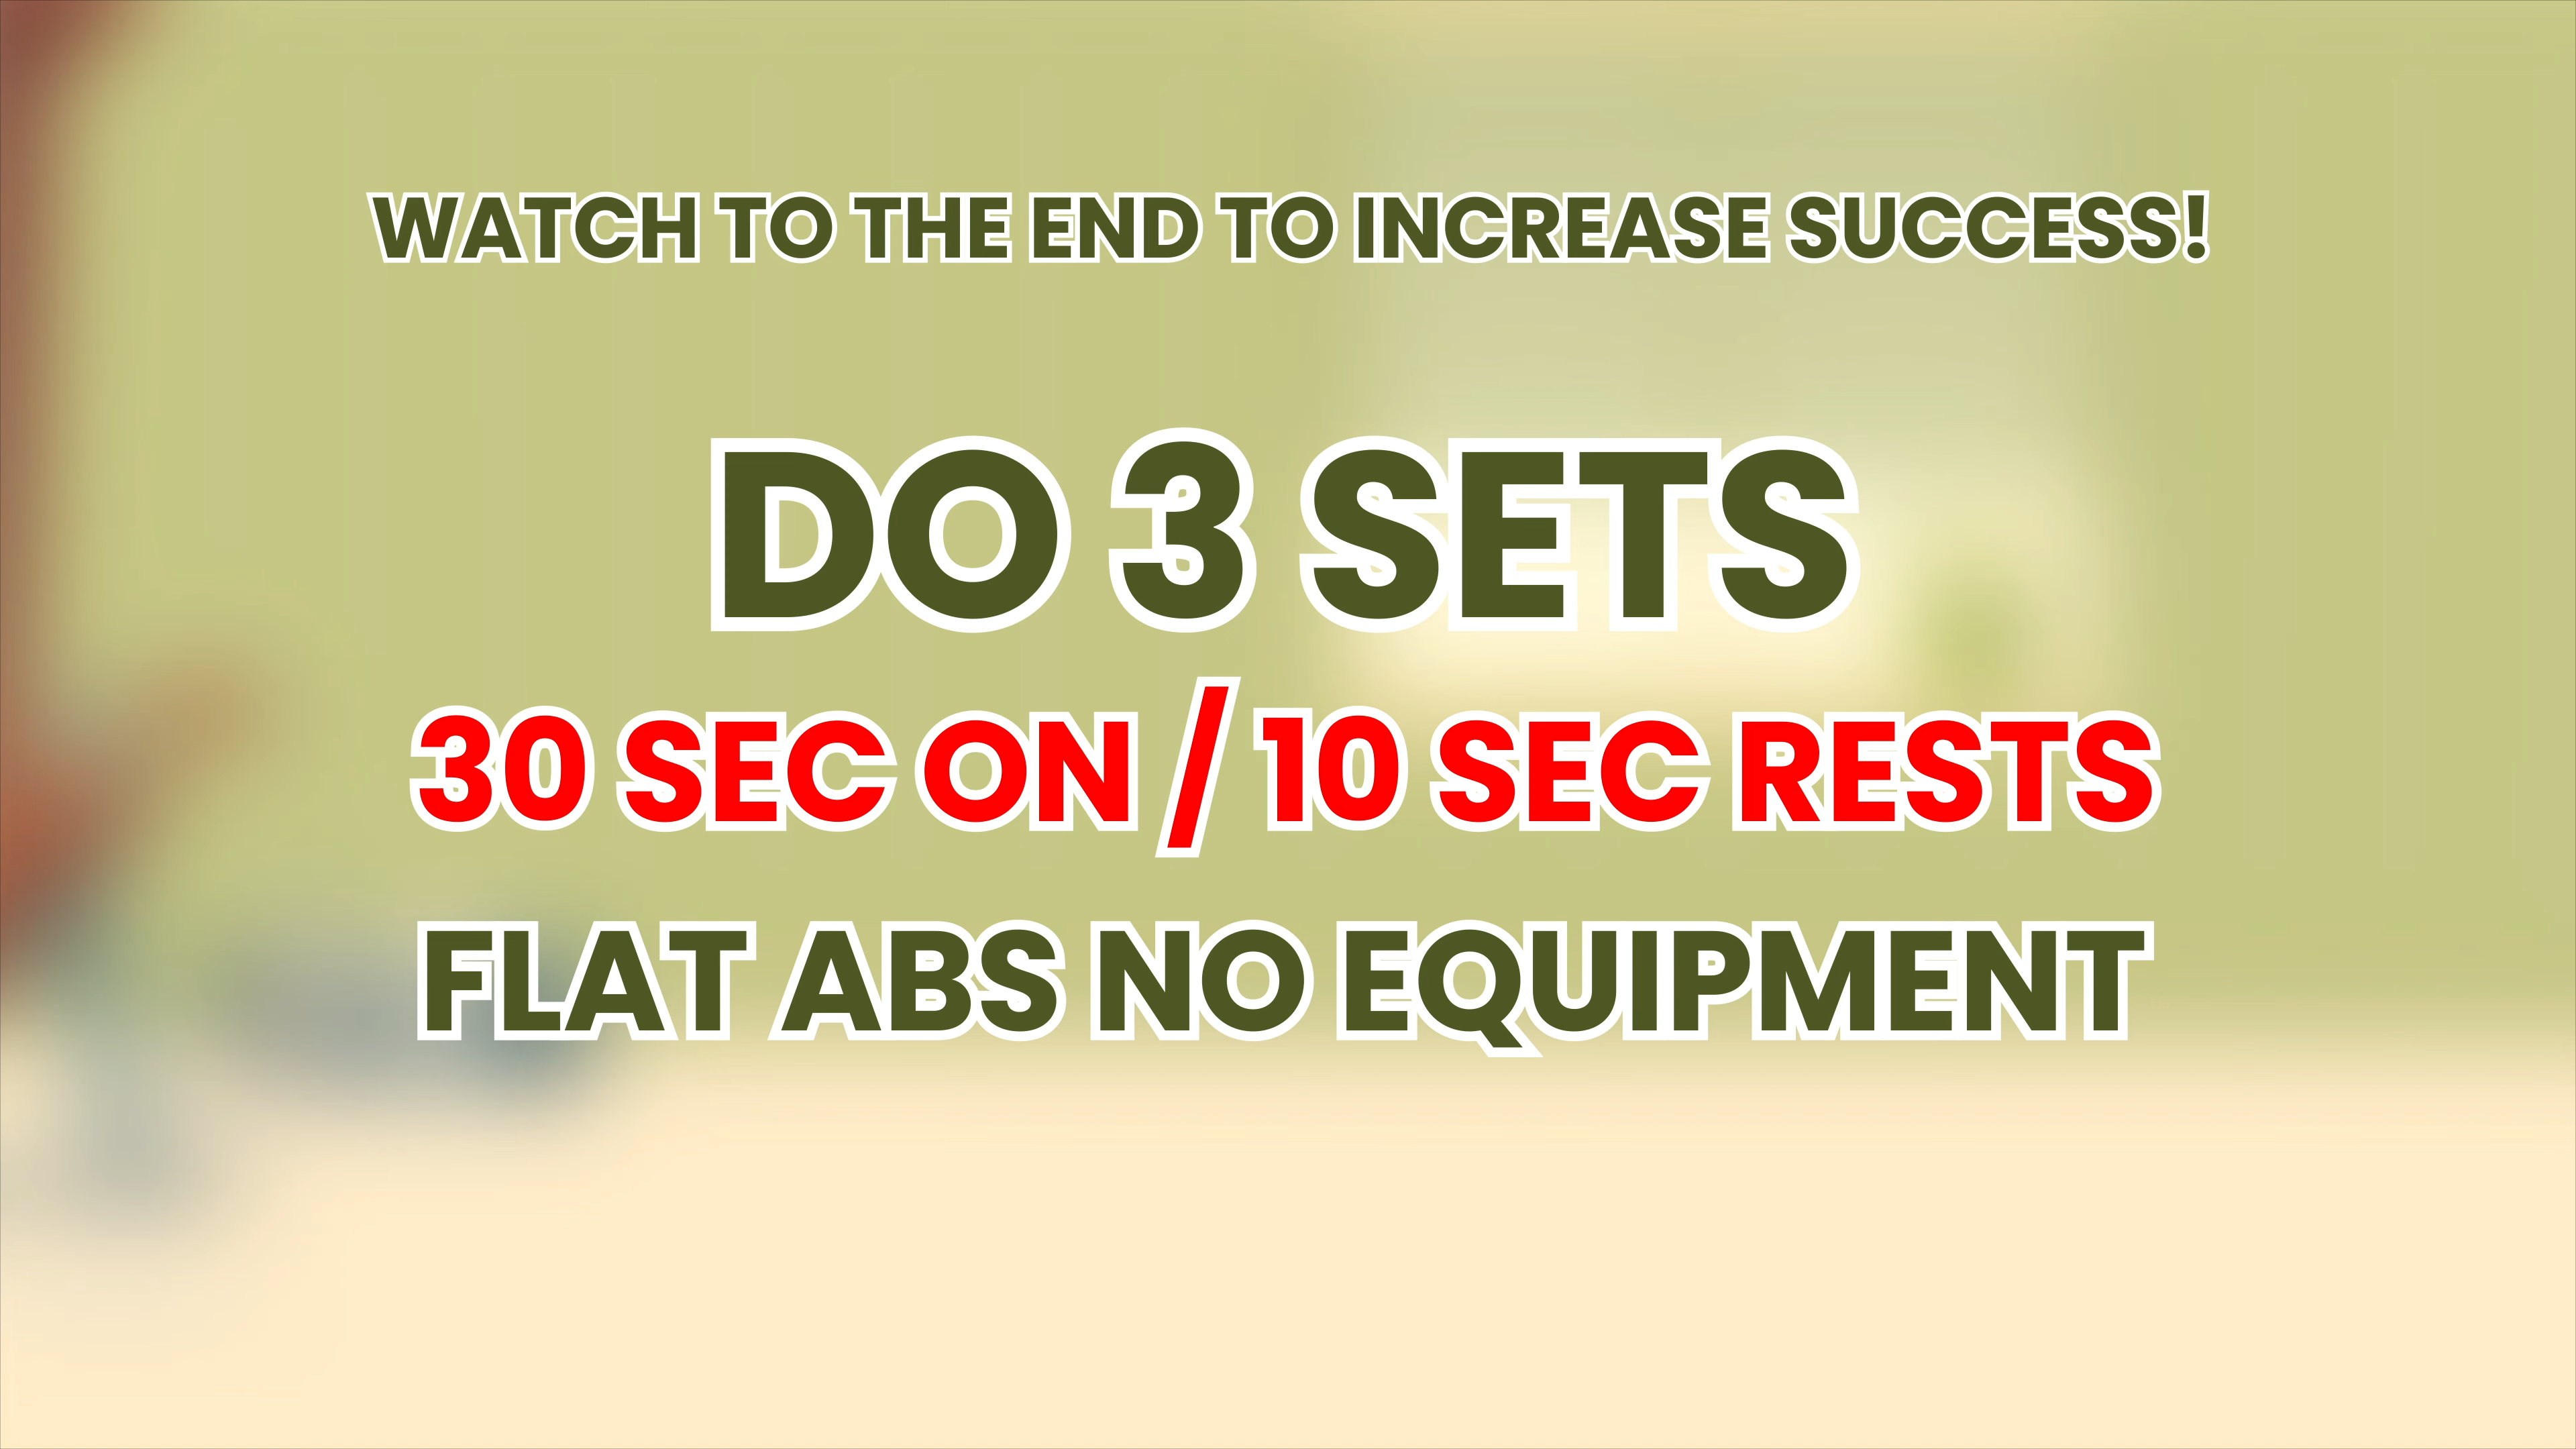 WATCH TO THE END TO INCREASE SUCCESS!
DO 3 SETS
30 SEC ON / 10 SEC RESTS
FLAT ABS NO EQUIPMENT